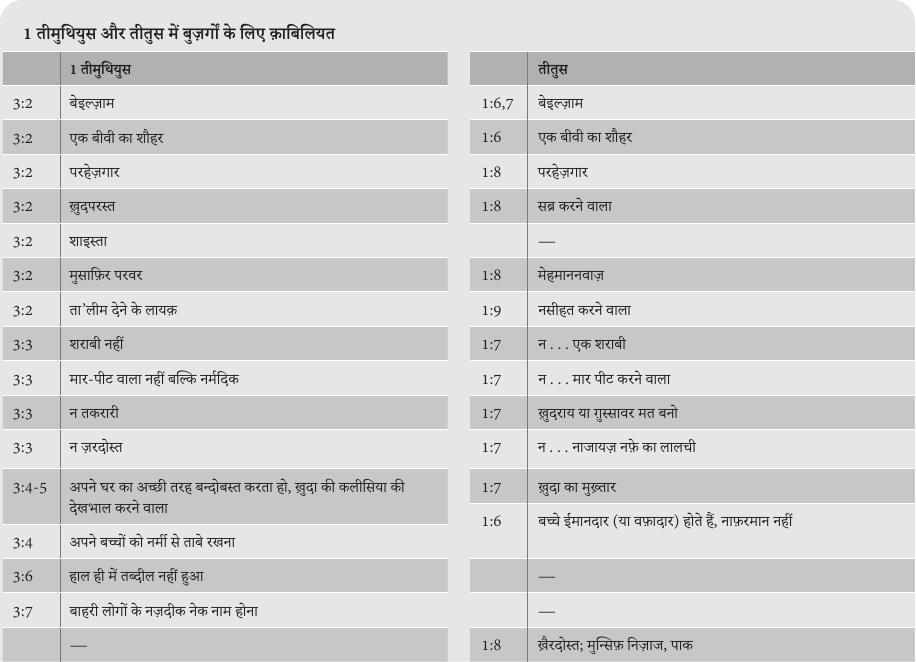 1 तीमुथियुस और तीतुस में बुज़र्गों के लिए क़ाबिलियत
1 तीमुथियुस
तीतुस
3:2 बेइल्ज़ाम
1:6,7 बेइल्ज़ाम
3:2 एक बीवी का शौहर
1:6 एक बीवी का शौहर
3:2 परहेज़गार
1:8 परहेज़गार
3:2 ख़ुदपरस्त
1:8 सब्र करने वाला
3:2 शाइस्ता
—
3:2 मुसाफ़िर परवर
1:8 मेहमाननवाज़
3:2 ता’लीम देने के लायक़
1:9 नसीहत करने वाला
3:3 शराबी नहीं
1:7 न . . . एक शराबी
3:3 मार-पीट वाला नहीं बल्कि नर्मदिक
1:7 न . . . मार पीट करने वाला
3:3 न तकरारी
1:7 ख़ुदराय या ग़ुस्सावर मत बनो
3:3 न ज़रदोस्त
1:7 न . . . नाजायज़ नफ़े का लालची
3:4-5 अपने घर का अच्छी तरह बन्दोबस्त करता हो, ख़ुदा की कलीसिया की
देखभाल करने वाला
1:7 ख़ुदा का मुख़्तार
3:4 अपने बच्चों को नर्मी से ताबे रखना
1:6 बच्चे ईमानदार (या वफ़ादार) होते हैं, नाफ़रमान नहीं
3:6 हाल ही में तब्दील नहीं हुआ
—
3:7 बाहरी लोगों के नज़दीक नेक नाम होना
—
—
1:8 ख़ैरदोस्त; मुन्सिफ़ निज़ाज, पाक